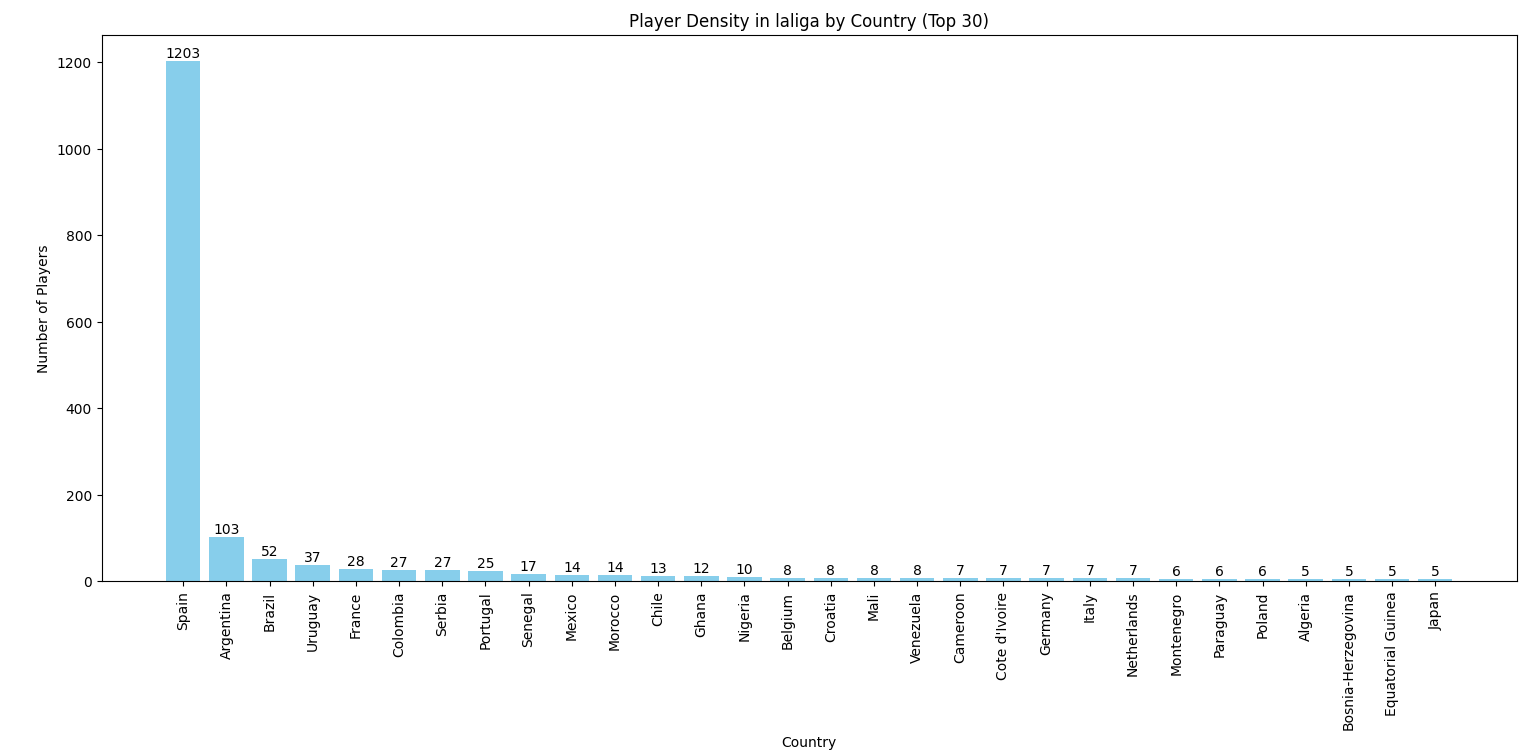 Player Density in laliga by Country (Top 30)
Number of Players
1200
1000
800
600
400
200
0
1203
103
52
37
28
27
27
25
17
14
14
13
12
10
8
8
8
8
7
7
7
7
7
6
6
6
5
5
5
5
Spain
Argentina
Brazil
Uruguay
France
Colombia
Serbia
Portugal
Senegal
Mexico
Morocco
Chile
Ghana
Nigeria
Belgium
Croatia
Mali
Venezuela
Cameroon
Cote d'Ivoire
Germany
Italy
Netherlands
Montenegro
Paraguay
Poland
Algeria
Bosnia-Herzegovina
Equatorial Guinea
Japan
Country